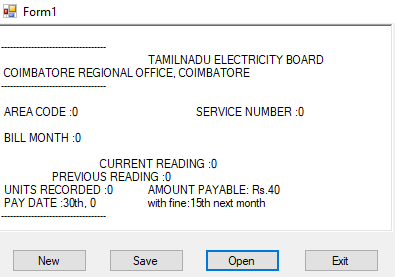 Form1
-----------------------------------
TAMILNADU ELECTRICITY BOARD
COIMBATORE REGIONAL OFFICE, COIMBATORE
-----------------------------------
AREA CODE :0 SERVICE NUMBER :0
BILL MONTH :0
CURRENT READING :0
PREVIOUS READING :0
UNITS RECORDED :0 AMOUNT PAYABLE: Rs.40
PAY DATE :30th, 0 with fine:15th next month
-----------------------------------
New Save Open Exit